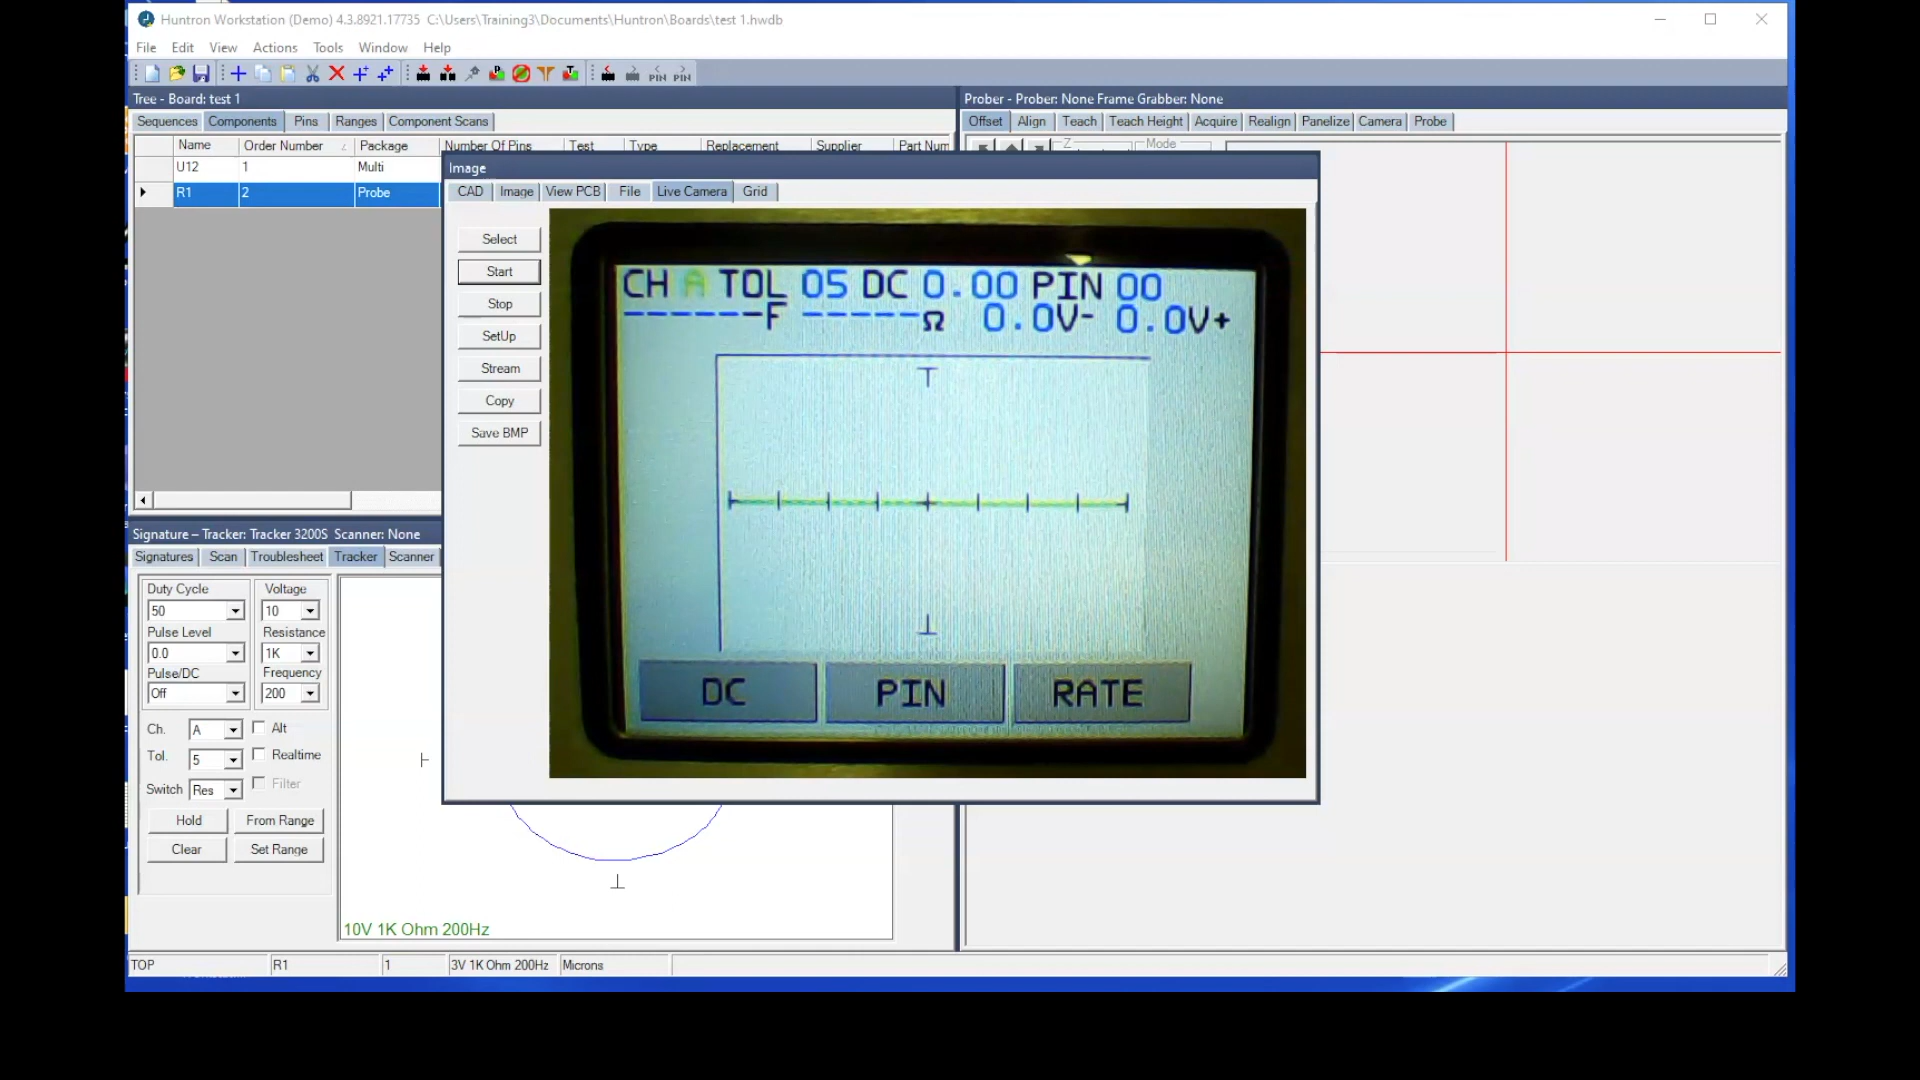 Huntron Workstation (Demo) 4.3.8921.17735 C:\Users\Training3\Documents\Huntron\Boards\test 1.hwdb
File Edit View Actions Tools Window Help
PIN PIN
Tree - Board: test 1
Sequences Components Pins Ranges Component Scans
Name Order Number Package Number Of Pins Test Type Replacement Supplier Part Num
U12 1 Multi
R1 2 Probe
Prober - Prober: None Frame Grabber: None
Offset Align Teach Teach Height Acquire Realign Panelize Camera Probe
Z Mode
Image
CAD Image View PCB File Live Camera Grid
Select
Start
Stop
SetUp
Stream
Copy
Save BMP
CH A TOL 05 DC 0.00 PIN 00
------F -----Ω 0.0V- 0.0V+
DC PIN RATE
Signature – Tracker: Tracker 3200S Scanner: None
Signatures Scan Troublesheet Tracker Scanner
Duty Cycle Voltage
50 10
Pulse Level Resistance
0.0 1K
Pulse/DC Frequency
Off 200
Ch. A Alt
Tol. 5 Realtime
Switch Res Filter
Hold From Range
Clear Set Range
10V 1K Ohm 200Hz
TOP R1 1 3V 1K Ohm 200Hz Microns